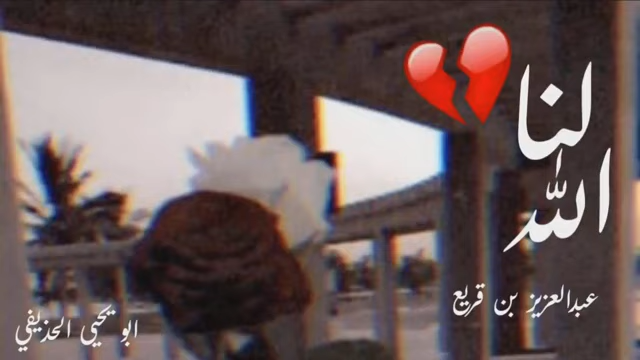 لنا
الله
عبدالعزيز بن قريع
ابو يحيى الحذيفي